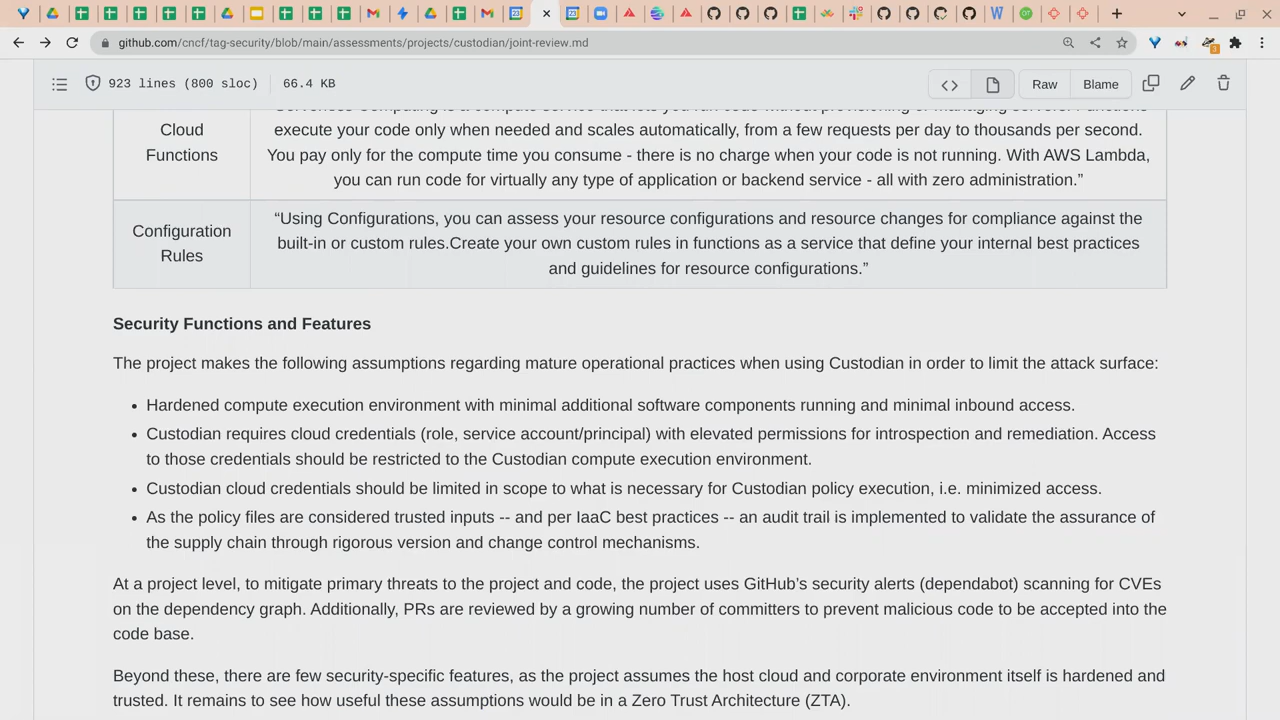 github.com/cncf/tag-security/blob/main/assessments/projects/custodian/joint-review.md
923 lines (800 sloc)
66.4 KB
Raw
Blame
Cloud
Functions
execute your code only when needed and scales automatically, from a few requests per day to thousands per second.
You pay only for the compute time you consume - there is no charge when your code is not running. With AWS Lambda,
you can run code for virtually any type of application or backend service - all with zero administration.”
Configuration
Rules
“Using Configurations, you can assess your resource configurations and resource changes for compliance against the
built-in or custom rules.Create your own custom rules in functions as a service that define your internal best practices
and guidelines for resource configurations.”
Security Functions and Features
The project makes the following assumptions regarding mature operational practices when using Custodian in order to limit the attack surface:
• Hardened compute execution environment with minimal additional software components running and minimal inbound access.
• Custodian requires cloud credentials (role, service account/principal) with elevated permissions for introspection and remediation. Access
to those credentials should be restricted to the Custodian compute execution environment.
• Custodian cloud credentials should be limited in scope to what is necessary for Custodian policy execution, i.e. minimized access.
• As the policy files are considered trusted inputs -- and per IaaC best practices -- an audit trail is implemented to validate the assurance of
the supply chain through rigorous version and change control mechanisms.
At a project level, to mitigate primary threats to the project and code, the project uses GitHub’s security alerts (dependabot) scanning for CVEs
on the dependency graph. Additionally, PRs are reviewed by a growing number of committers to prevent malicious code to be accepted into the
code base.
Beyond these, there are few security-specific features, as the project assumes the host cloud and corporate environment itself is hardened and
trusted. It remains to see how useful these assumptions would be in a Zero Trust Architecture (ZTA).